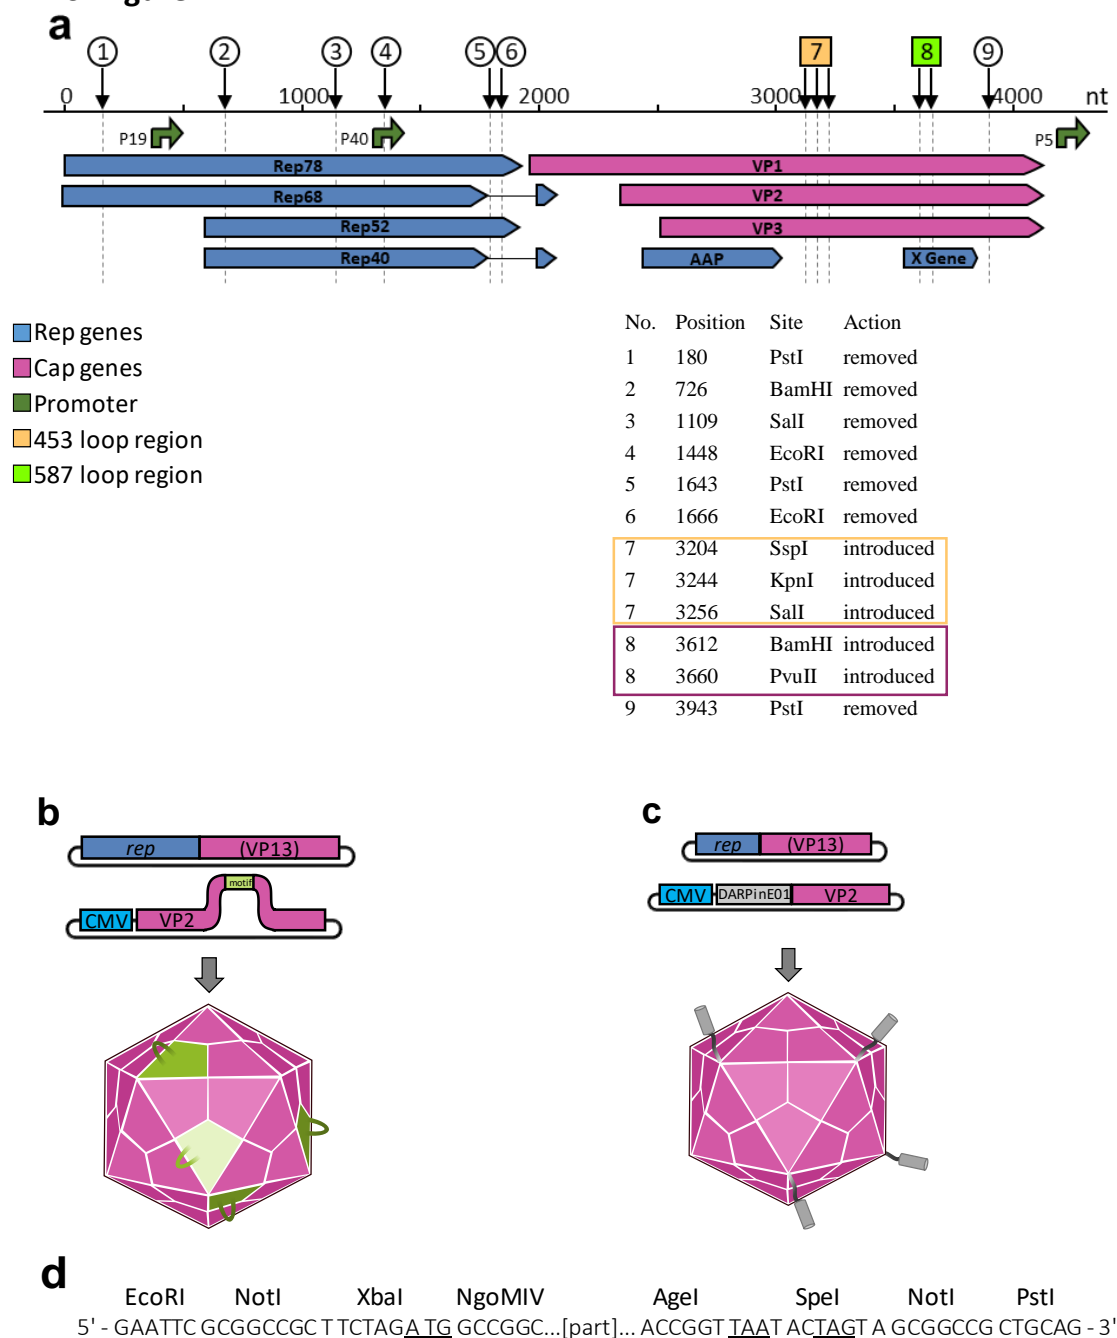 a
1 2 3 4 5 6 7 8 9
0 1000 2000 3000 4000 nt
P19 P40 P5
Rep78 VP1
Rep68 VP2
Rep52 VP3
Rep40 AAP X Gene
Rep genes
Cap genes
Promoter
453 loop region
587 loop region
No. Position Site Action
1 180 PstI removed
2 726 BamHI removed
3 1109 SalI removed
4 1448 EcoRI removed
5 1643 PstI removed
6 1666 EcoRI removed
7 3204 SspI introduced
7 3244 KpnI introduced
7 3256 SalI introduced
8 3612 BamHI introduced
8 3660 PvuII introduced
9 3943 PstI removed
b
rep (VP13)
motif
CMV VP2
c
rep (VP13)
CMV DARPinE01 VP2
d
EcoRI NotI XbaI NgoMIV AgeI SpeI NotI PstI
5' - GAATTC GCGGCCGC T TCTAGA TG GCCGGC...[part]... ACCGGT TAAT ACTAGT A GCGGCCG CTGCAG - 3'